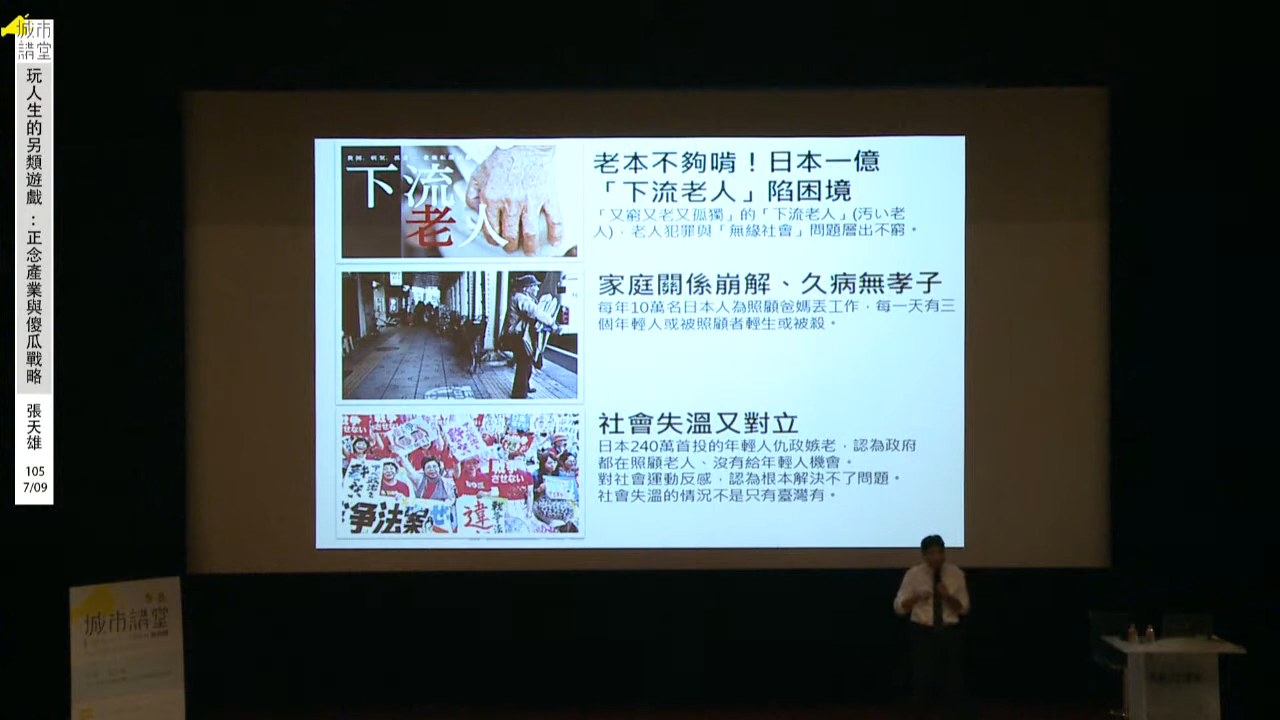 城市
講堂
玩人生的另類遊戲：正念產業與傻瓜戰略
張天雄
105
7/09
下流
老人
老本不夠啃！日本一億
「下流老人」陷困境
「又窮又老又孤獨」的「下流老人」(汚い老
人)，老人犯罪與「無緣社會」問題層出不窮。
家庭關係崩解、久病無孝子
每年10萬名日本人為照顧爸媽丟工作，每一天有三
個年輕人或被照顧者輕生或被殺。
社會失溫又對立
日本240萬首投的年輕人仇政嫉老，認為政府
都在照顧老人、沒有給年輕人機會。
對社會運動反感，認為根本解決不了問題。
社會失溫的情況不是只有臺灣有。
させない
争法案
違
城市講堂